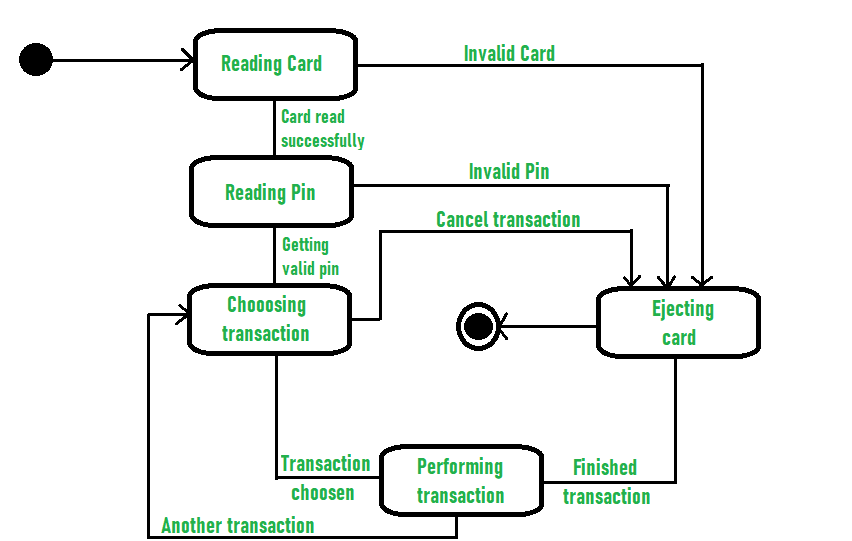 Reading Card
Invalid Card
Card read
successfully
Reading Pin
Invalid Pin
Cancel transaction
Getting
valid pin
Chooosing
transaction
Ejecting
card
Transaction
choosen
Performing
transaction
Finished
transaction
Another transaction